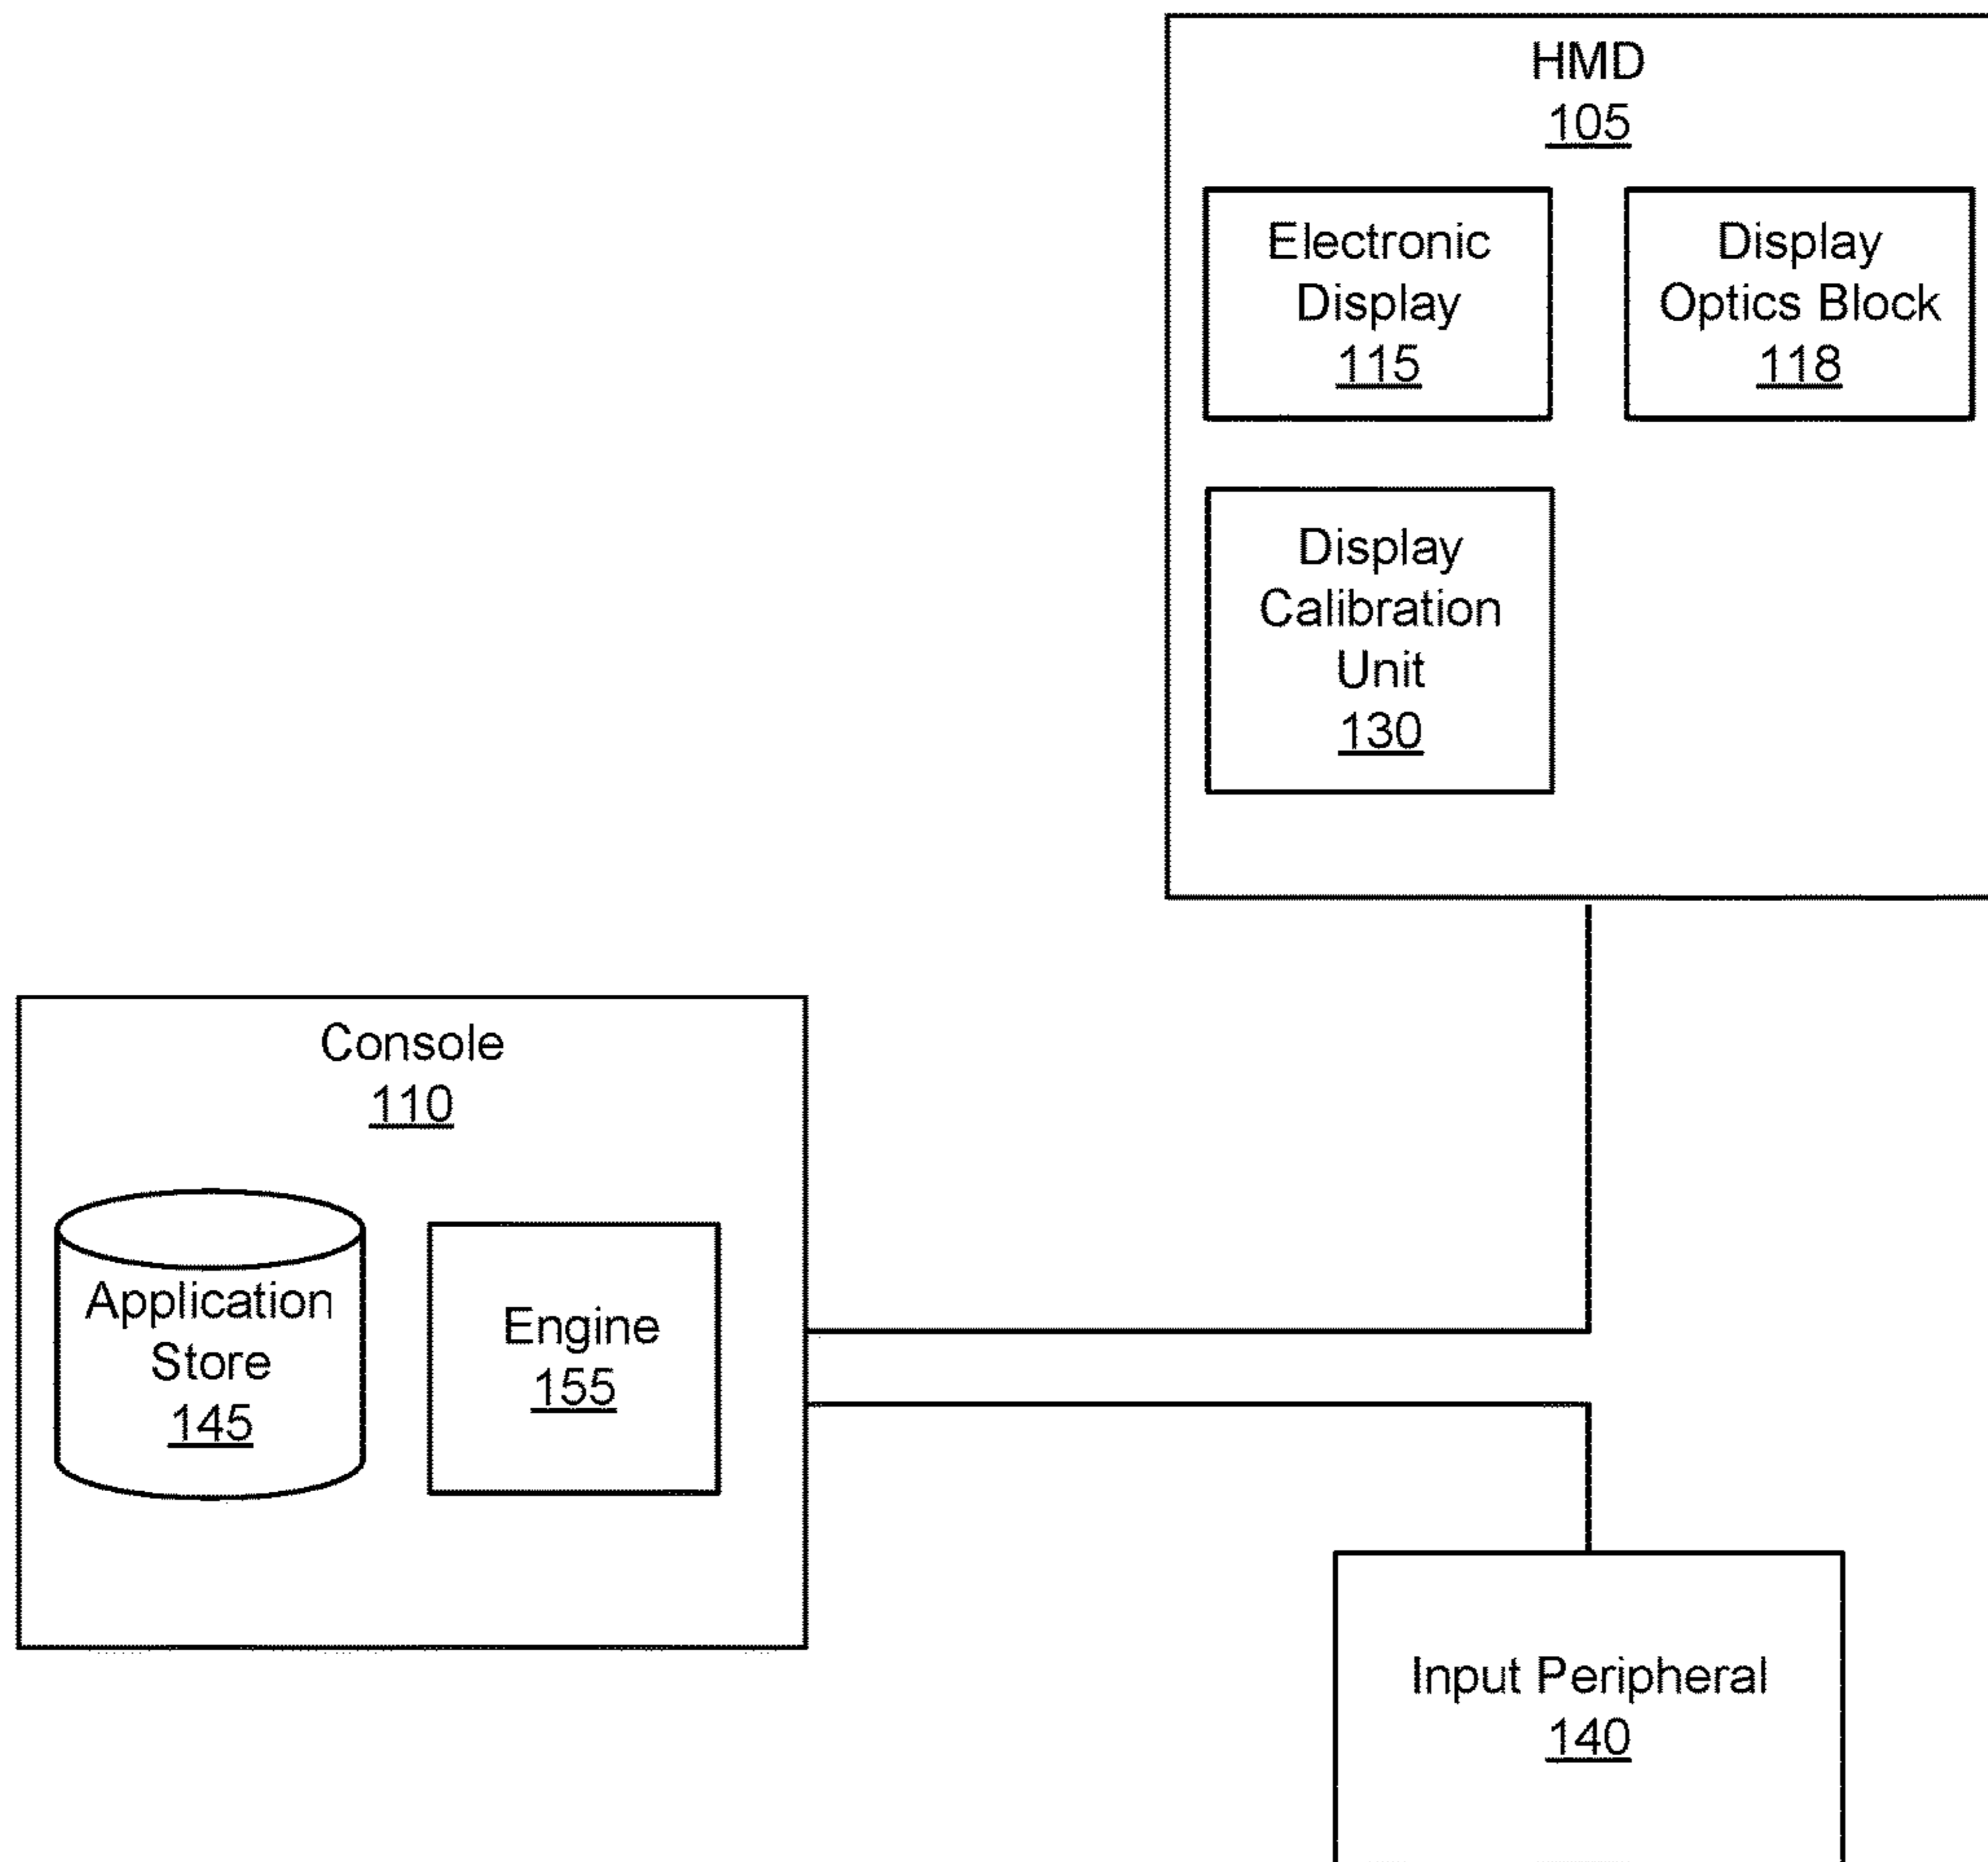 HMD
105
Electronic
Display
115
Display
Optics Block
118
Display
Calibration
Unit
130
Console
110
Application
Store
145
Engine
155
Input Peripheral
140